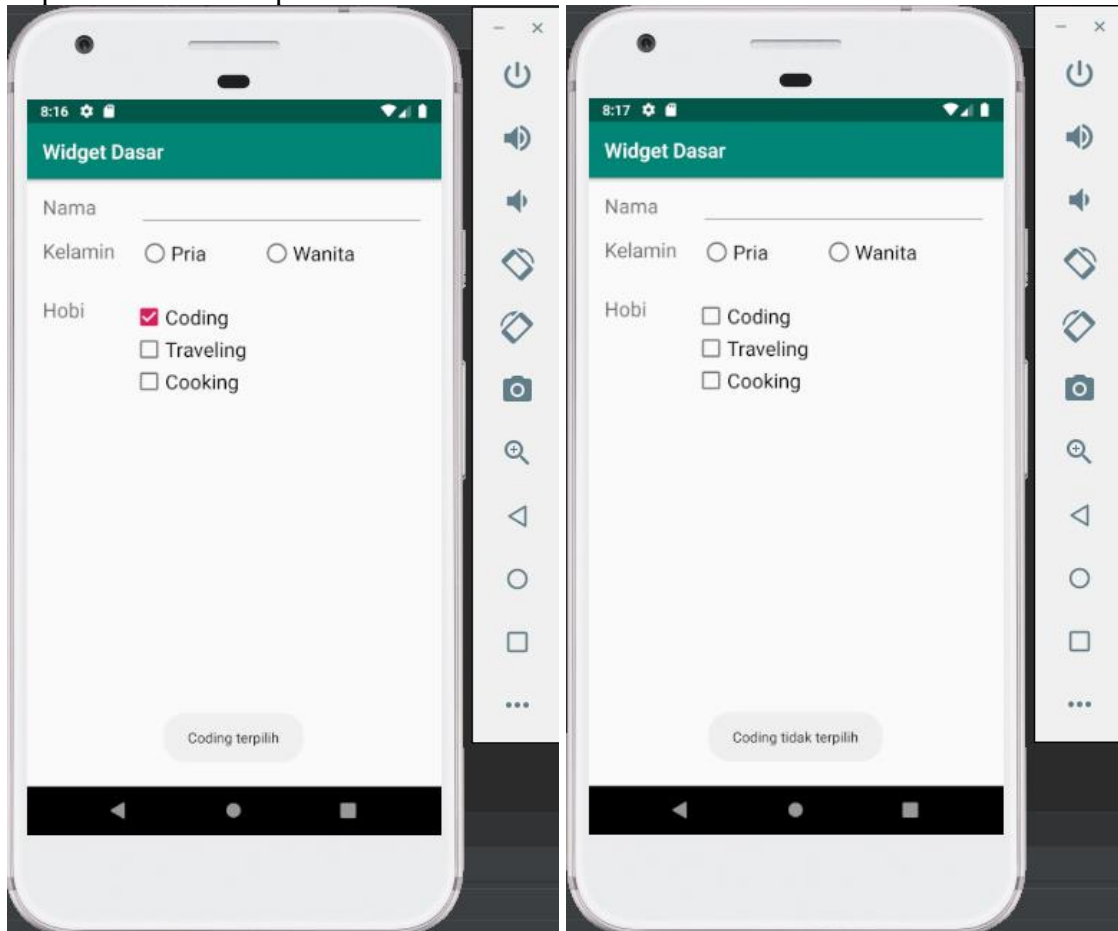 8:16
Widget Dasar
Nama
Kelamin Pria Wanita
Hobi Coding
Traveling
Cooking
Coding terpilih
8:17
Widget Dasar
Nama
Kelamin Pria Wanita
Hobi Coding
Traveling
Cooking
Coding tidak terpilih